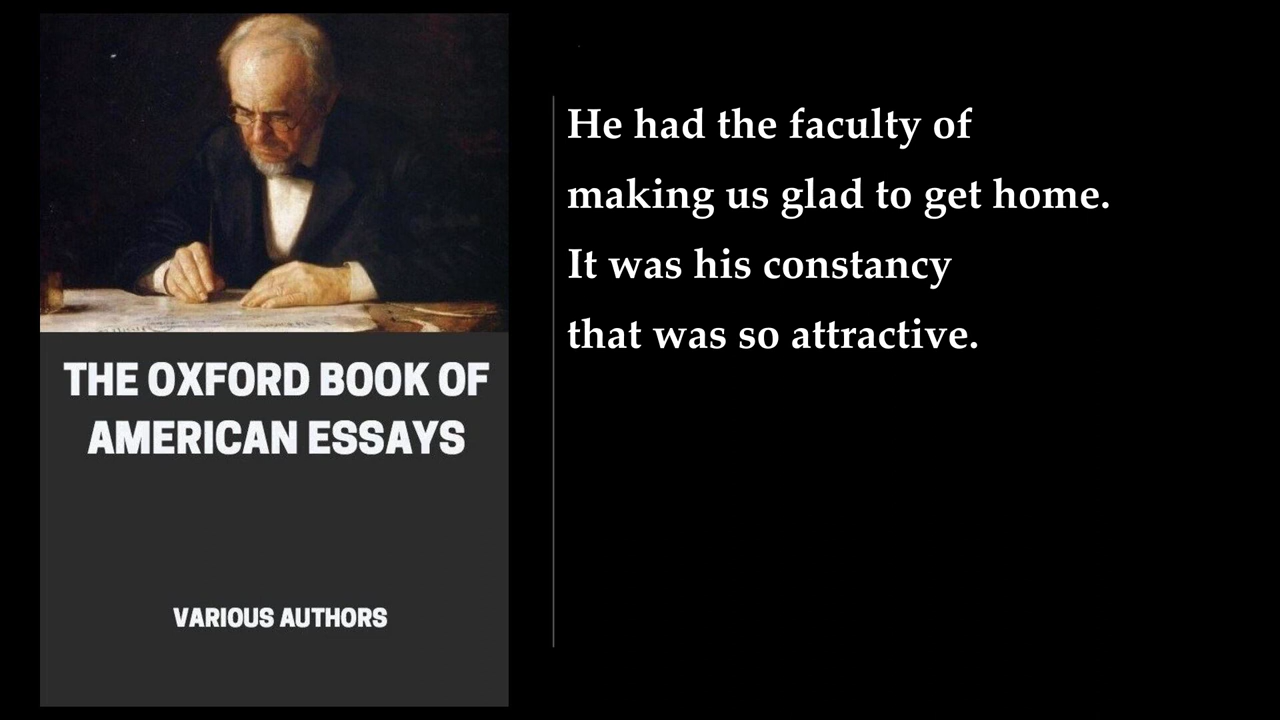 THE OXFORD BOOK OF
AMERICAN ESSAYS
VARIOUS AUTHORS
He had the faculty of
making us glad to get home.
It was his constancy
that was so attractive.